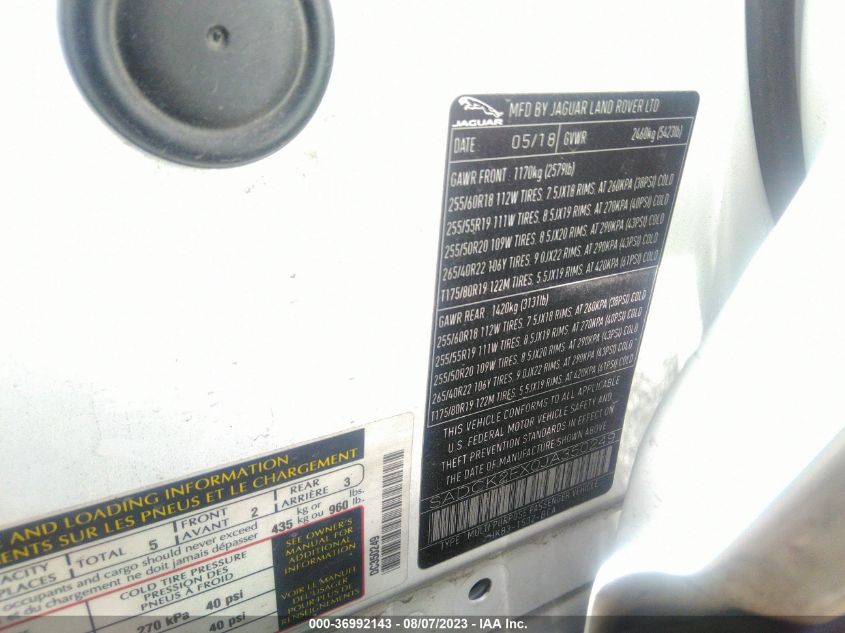 JAGUAR
MFD BY JAGUAR LAND ROVER LTD
DATE 05/18 GVWR 2460kg (5423lb)
GAWR FRONT 1170kg (2579lb)
255/60R18 112W TIRES, 7.5JX18 RIMS, AT 260KPA (38PSI) COLD
255/55R19 111W TIRES, 8.5JX19 RIMS, AT 270KPA (40PSI) COLD
255/50R20 109W TIRES, 8.5JX20 RIMS, AT 290KPA (43PSI) COLD
265/40R22 106Y TIRES, 9.0JX22 RIMS, AT 290KPA (43PSI) COLD
T175/80R19 122M TIRES, 5.5JX19 RIMS, AT 420KPA (61PSI) COLD
GAWR REAR 1420kg (3131lb)
255/60R18 112W TIRES, 7.5JX18 RIMS, AT 260KPA (38PSI) COLD
255/55R19 111W TIRES, 8.5JX19 RIMS, AT 270KPA (40PSI) COLD
255/50R20 109W TIRES, 8.5JX20 RIMS, AT 290KPA (43PSI) COLD
265/40R22 106Y TIRES, 9.0JX22 RIMS, AT 290KPA (43PSI) COLD
T175/80R19 122M TIRES, 5.5JX19 RIMS, AT 420KPA (61PSI) COLD
THIS VEHICLE CONFORMS TO ALL APPLICABLE
U.S. FEDERAL MOTOR VEHICLE SAFETY AND
THEFT PREVENTION STANDARDS IN EFFECT ON
THE DATE OF MANUFACTURE SHOWN ABOVE
SADCK2EX0JA350249
TYPE: MULTI PURPOSE PASSENGER VEHICLE
E AND LOADING INFORMATION
EMENTS SUR LES PNEUS ET LE CHARGEMENT
TOTAL 5 FRONT AVANT 2 REAR ARRIÈRE 3
occupants and cargo should never exceed 435 kg or 960 lbs.
ne doit jamais dépasser 435 kg ou 960 lb.
COLD TIRE PRESSURE
PRESSION DES
PNEUS À FROID
270 kPa 40 psi
40 psi
SEE OWNER'S
MANUAL FOR
ADDITIONAL
INFORMATION
VOIR LE MANUEL
DE L'USAGER
POUR PLUS DE
RENSEIGNEMENTS
DC350249
000-36992143 - 08/07/2023 - IAA Inc.